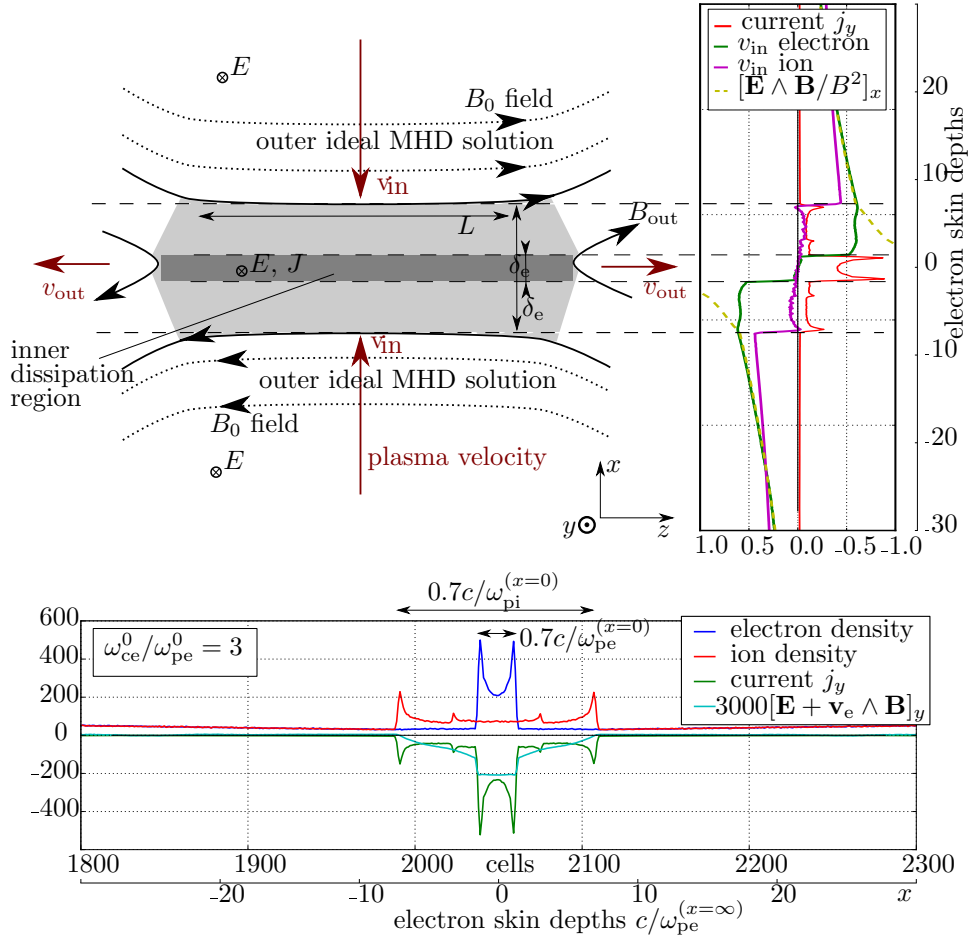 ⊗E
B₀ field
outer ideal MHD solution
vin
L
Bout
E, J
δe
δe
vout
vout
inner
dissipation
region
vin
outer ideal MHD solution
B₀ field
⊗E
plasma velocity
x
y
z
current jy
vin electron
vin ion
[E ∧ B/B²]x
20
10
0
-10
-20
-30
electron skin depths
1.0 0.5 0.0 -0.5 -1.0
0.7c/ωpi^(x=0)
0.7c/ωpe^(x=0)
ω⁰ce/ω⁰pe = 3
electron density
ion density
current jy
3000[E + ve ∧ B]y
600
400
200
0
-200
-400
1800 1900 2000 cells 2100 2200 2300
-20 -10 0 10 20 x
electron skin depths c/ωpe^(x=∞)